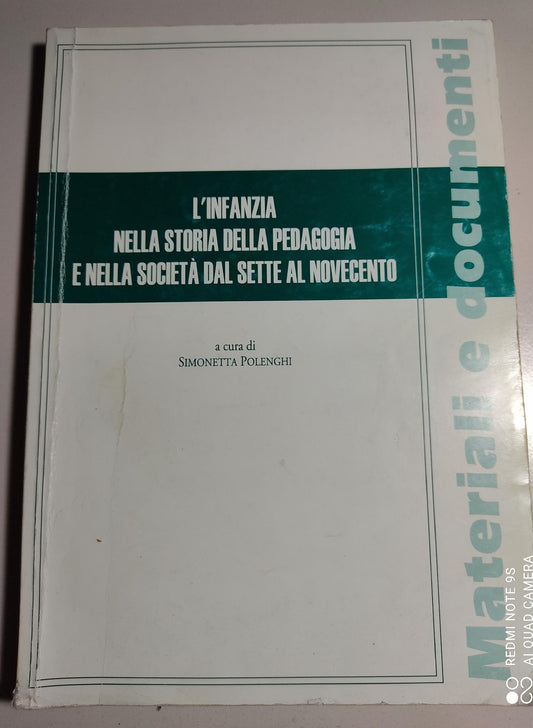 L'INFANZIA
NELLA STORIA DELLA PEDAGOGIA
E NELLA SOCIETÀ DAL SETTE AL NOVECENTO
a cura di
SIMONETTA POLENGHI
Materiali e documenti
REDMI NOTE 9S
AI QUAD CAMERA